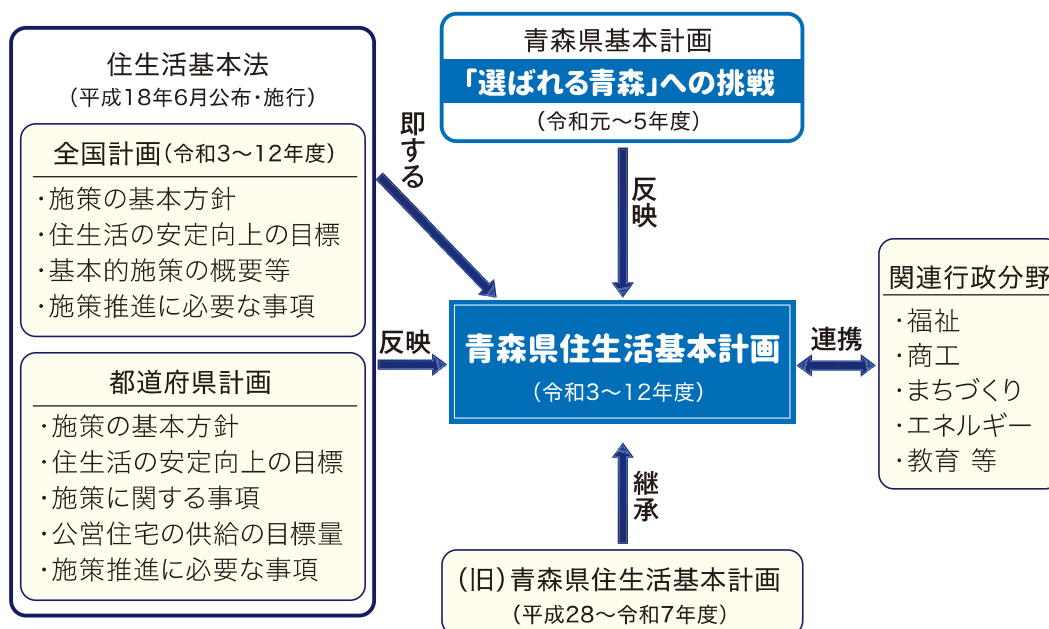 住生活基本法
（平成18年6月公布・施行）
全国計画（令和3～12年度）
・施策の基本方針
・住生活の安定向上の目標
・基本的施策の概要等
・施策推進に必要な事項
都道府県計画
・施策の基本方針
・住生活の安定向上の目標
・施策に関する事項
・公営住宅の供給の目標量
・施策推進に必要な事項
即する
反映
青森県基本計画
「選ばれる青森」への挑戦
（令和元～5年度）
反映
青森県住生活基本計画
（令和3～12年度）
連携
関連行政分野
・福祉
・商工
・まちづくり
・エネルギー
・教育 等
継承
（旧）青森県住生活基本計画
（平成28～令和7年度）